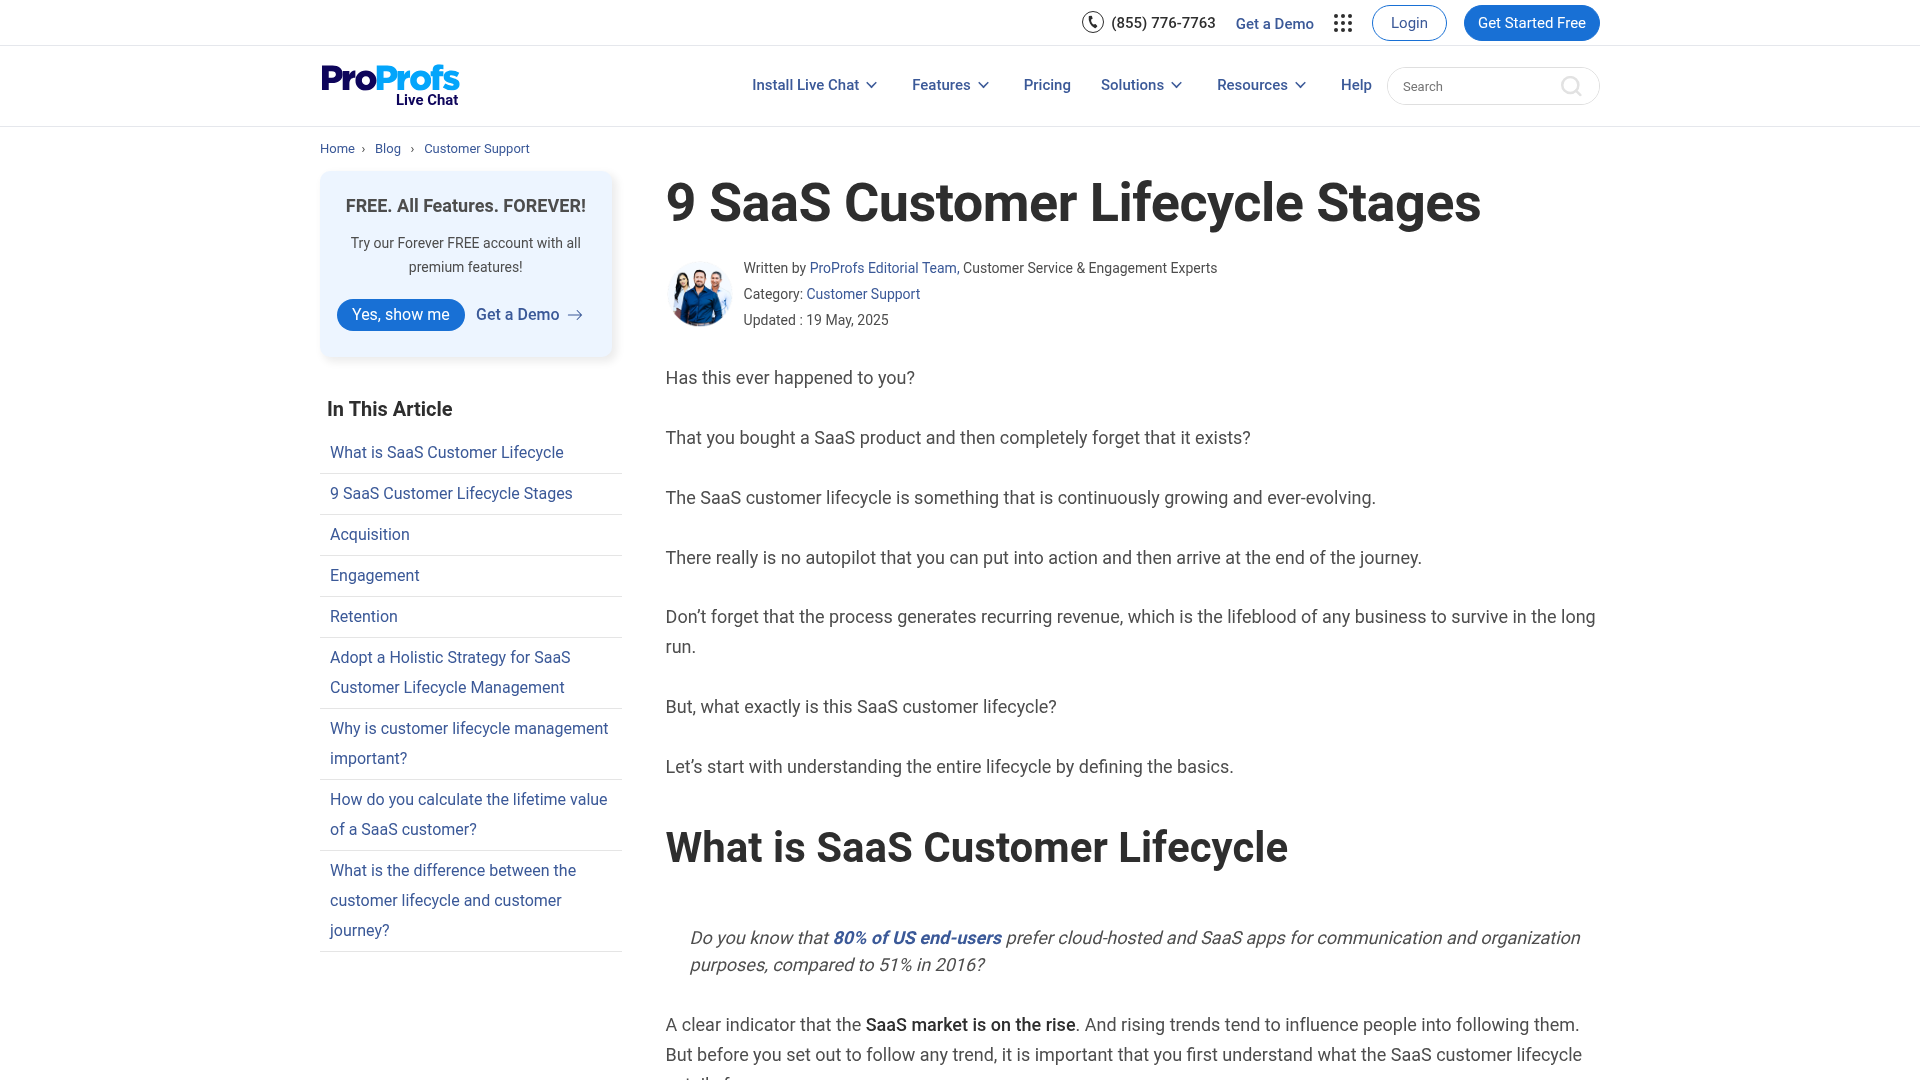 (855) 776-7763 Get a Demo Login Get Started Free
ProProfs
Live Chat
Install Live Chat Features Pricing Solutions Resources Help Search
Home › Blog › Customer Support
FREE. All Features. FOREVER!
Try our Forever FREE account with all
premium features!
Yes, show me Get a Demo
In This Article
What is SaaS Customer Lifecycle
9 SaaS Customer Lifecycle Stages
Acquisition
Engagement
Retention
Adopt a Holistic Strategy for SaaS
Customer Lifecycle Management
Why is customer lifecycle management
important?
How do you calculate the lifetime value
of a SaaS customer?
What is the difference between the
customer lifecycle and customer
journey?
9 SaaS Customer Lifecycle Stages
Written by ProProfs Editorial Team, Customer Service & Engagement Experts
Category: Customer Support
Updated : 19 May, 2025
Has this ever happened to you?
That you bought a SaaS product and then completely forget that it exists?
The SaaS customer lifecycle is something that is continuously growing and ever-evolving.
There really is no autopilot that you can put into action and then arrive at the end of the journey.
Don’t forget that the process generates recurring revenue, which is the lifeblood of any business to survive in the long
run.
But, what exactly is this SaaS customer lifecycle?
Let’s start with understanding the entire lifecycle by defining the basics.
What is SaaS Customer Lifecycle
Do you know that 80% of US end-users prefer cloud-hosted and SaaS apps for communication and organization
purposes, compared to 51% in 2016?
A clear indicator that the SaaS market is on the rise. And rising trends tend to influence people into following them.
But before you set out to follow any trend, it is important that you first understand what the SaaS customer lifecycle